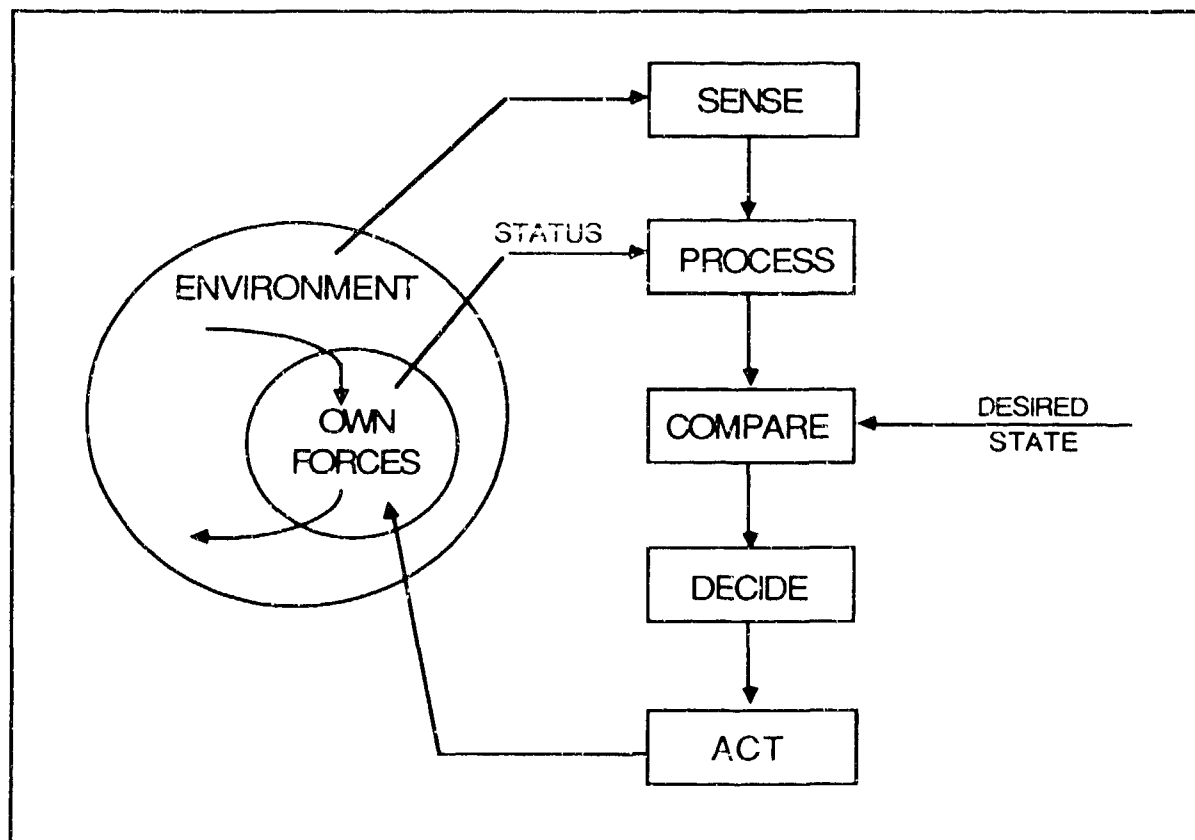 SENSE
STATUS
PROCESS
ENVIRONMENT
OWN
FORCES
COMPARE
DESIRED
STATE
DECIDE
ACT